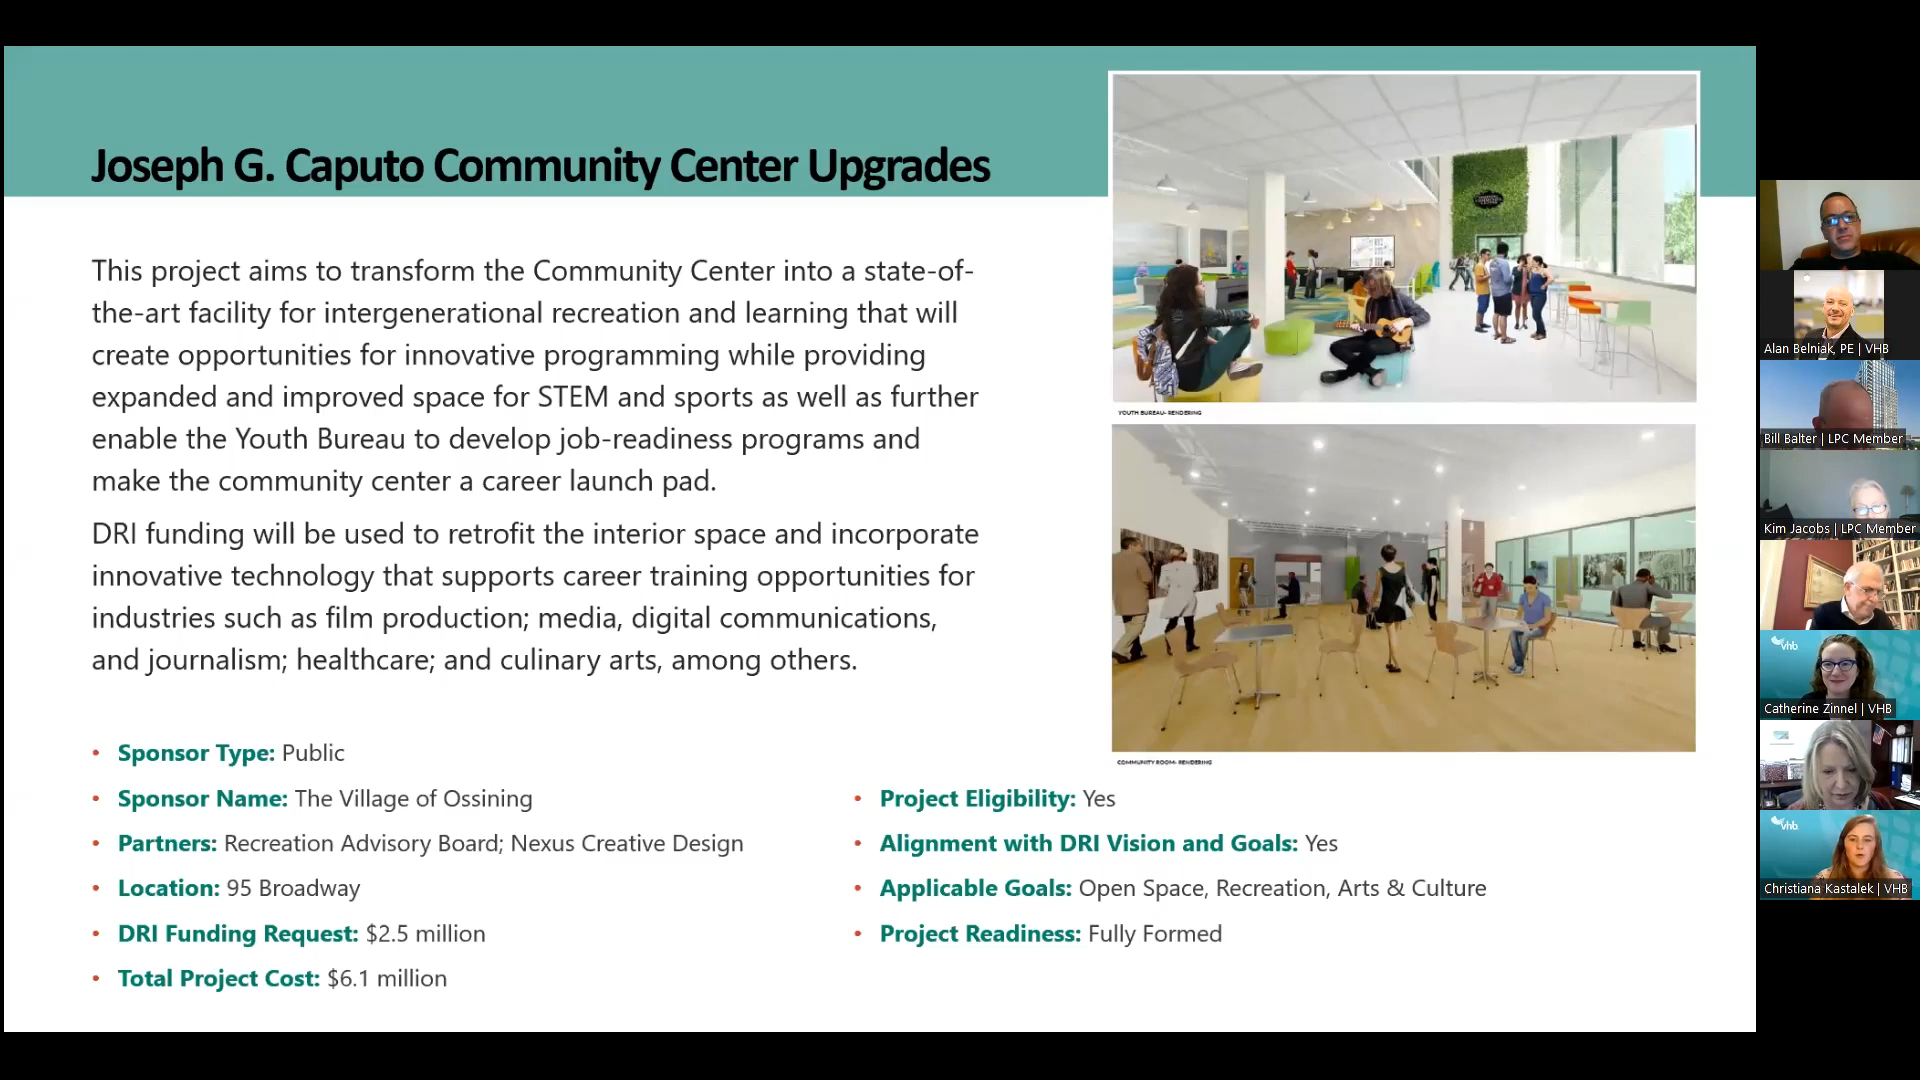 Joseph G. Caputo Community Center Upgrades
This project aims to transform the Community Center into a state-of-
the-art facility for intergenerational recreation and learning that will
create opportunities for innovative programming while providing
expanded and improved space for STEM and sports as well as further
enable the Youth Bureau to develop job-readiness programs and
make the community center a career launch pad.
DRI funding will be used to retrofit the interior space and incorporate
innovative technology that supports career training opportunities for
industries such as film production; media, digital communications,
and journalism; healthcare; and culinary arts, among others.
• Sponsor Type: Public
• Sponsor Name: The Village of Ossining
• Partners: Recreation Advisory Board; Nexus Creative Design
• Location: 95 Broadway
• DRI Funding Request: $2.5 million
• Total Project Cost: $6.1 million
YOUTH BUREAU- RENDERING
COMMUNITY ROOM- RENDERING
• Project Eligibility: Yes
• Alignment with DRI Vision and Goals: Yes
• Applicable Goals: Open Space, Recreation, Arts & Culture
• Project Readiness: Fully Formed
Alan Belniak, PE | VHB
Bill Balter | LPC Member
Kim Jacobs | LPC Member
vhb
Catherine Zinnel | VHB
vhb
Christiana Kastalek | VHB